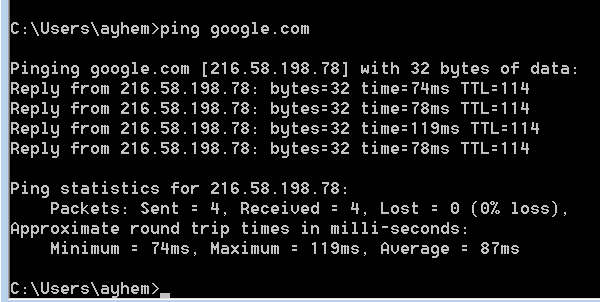 C:\Users\ayhem>ping google.com
Pinging google.com [216.58.198.78] with 32 bytes of data:
Reply from 216.58.198.78: bytes=32 time=74ms TTL=114
Reply from 216.58.198.78: bytes=32 time=78ms TTL=114
Reply from 216.58.198.78: bytes=32 time=119ms TTL=114
Reply from 216.58.198.78: bytes=32 time=78ms TTL=114
Ping statistics for 216.58.198.78:
    Packets: Sent = 4, Received = 4, Lost = 0 (0% loss),
Approximate round trip times in milli-seconds:
    Minimum = 74ms, Maximum = 119ms, Average = 87ms
C:\Users\ayhem>